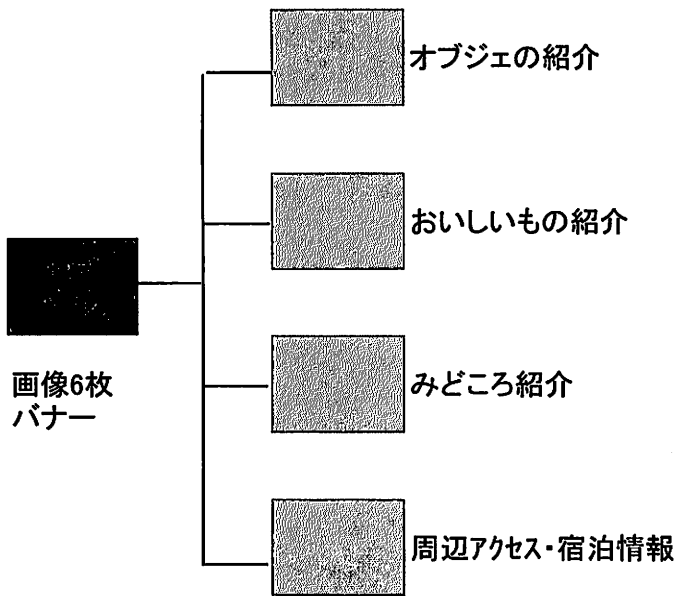 オブジェの紹介
おいしいもの紹介
画像6枚
バナー
みどころ紹介
周辺アクセス・宿泊情報